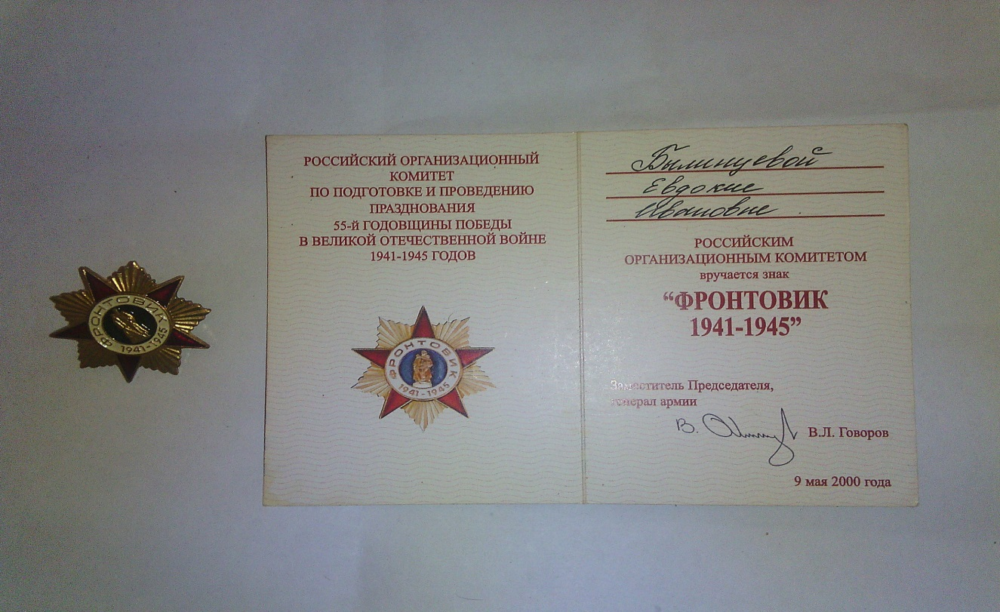 ФРОНТОВИК
1941-1945
РОССИЙСКИЙ ОРГАНИЗАЦИОННЫЙ
КОМИТЕТ
ПО ПОДГОТОВКЕ И ПРОВЕДЕНИЮ
ПРАЗДНОВАНИЯ
55-й ГОДОВЩИНЫ ПОБЕДЫ
В ВЕЛИКОЙ ОТЕЧЕСТВЕННОЙ ВОЙНЕ
1941-1945 ГОДОВ
ФРОНТОВИК
1941-1945
Былинцевой
Евдокие
Ивановне
РОССИЙСКИМ
ОРГАНИЗАЦИОННЫМ КОМИТЕТОМ
вручается знак
“ФРОНТОВИК
1941-1945”
Заместитель Председателя,
генерал армии
В.Л. Говоров
9 мая 2000 года